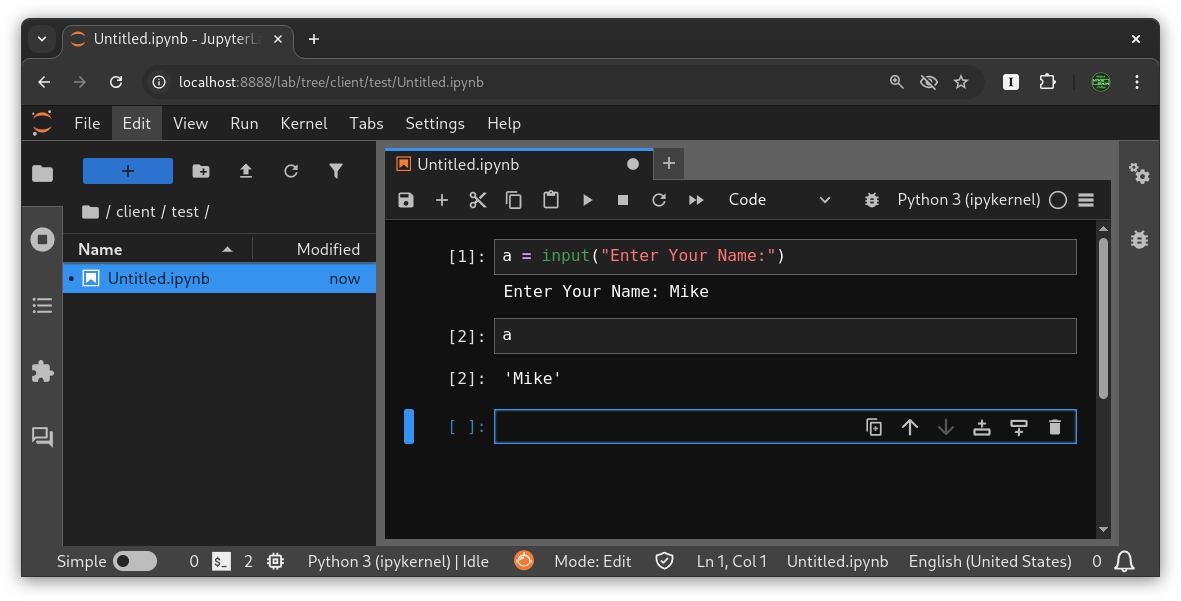 Untitled.ipynb - JupyterLa
localhost:8888/lab/tree/client/test/Untitled.ipynb
File Edit View Run Kernel Tabs Settings Help
/ client / test /
Name Modified
Untitled.ipynb now
Untitled.ipynb
Code Python 3 (ipykernel)
[1]: a = input("Enter Your Name:")
Enter Your Name: Mike
[2]: a
[2]: 'Mike'
[ ]:
Simple 0 $_ 2 Python 3 (ipykernel) | Idle Mode: Edit Ln 1, Col 1 Untitled.ipynb English (United States) 0